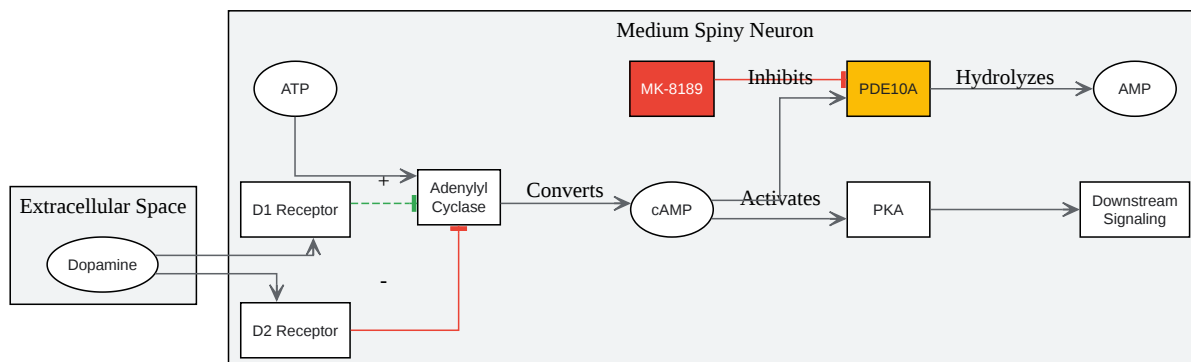 Medium Spiny Neuron
ATP
MK-8189
Inhibits
PDE10A
Hydrolyzes
AMP
+
Extracellular Space
Dopamine
D1 Receptor
Adenylyl
Cyclase
Converts
cAMP
Activates
PKA
Downstream
Signaling
-
D2 Receptor